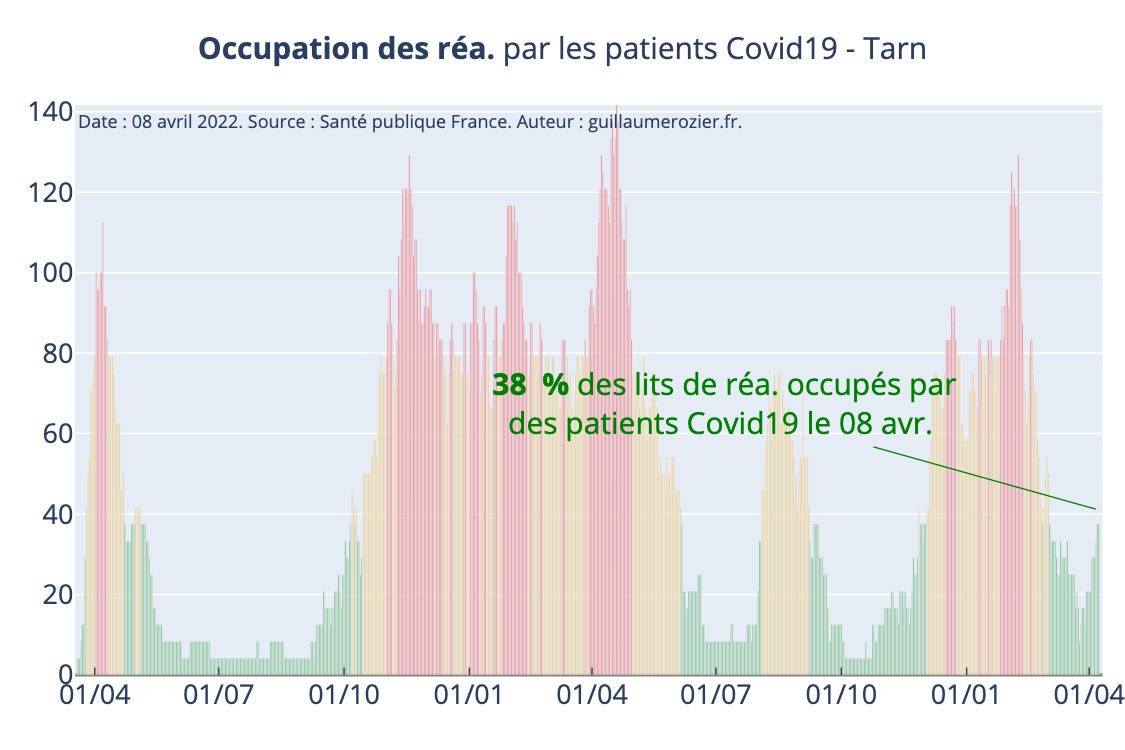 Occupation des réa. par les patients Covid19 - Tarn
140
Date : 08 avril 2022. Source : Santé publique France. Auteur : guillaumerozier.fr.
120
100
80
38 % des lits de réa. occupés par
des patients Covid19 le 08 avr.
60
40
20
0
01/04 01/07 01/10 01/01 01/04 01/07 01/10 01/01 01/04